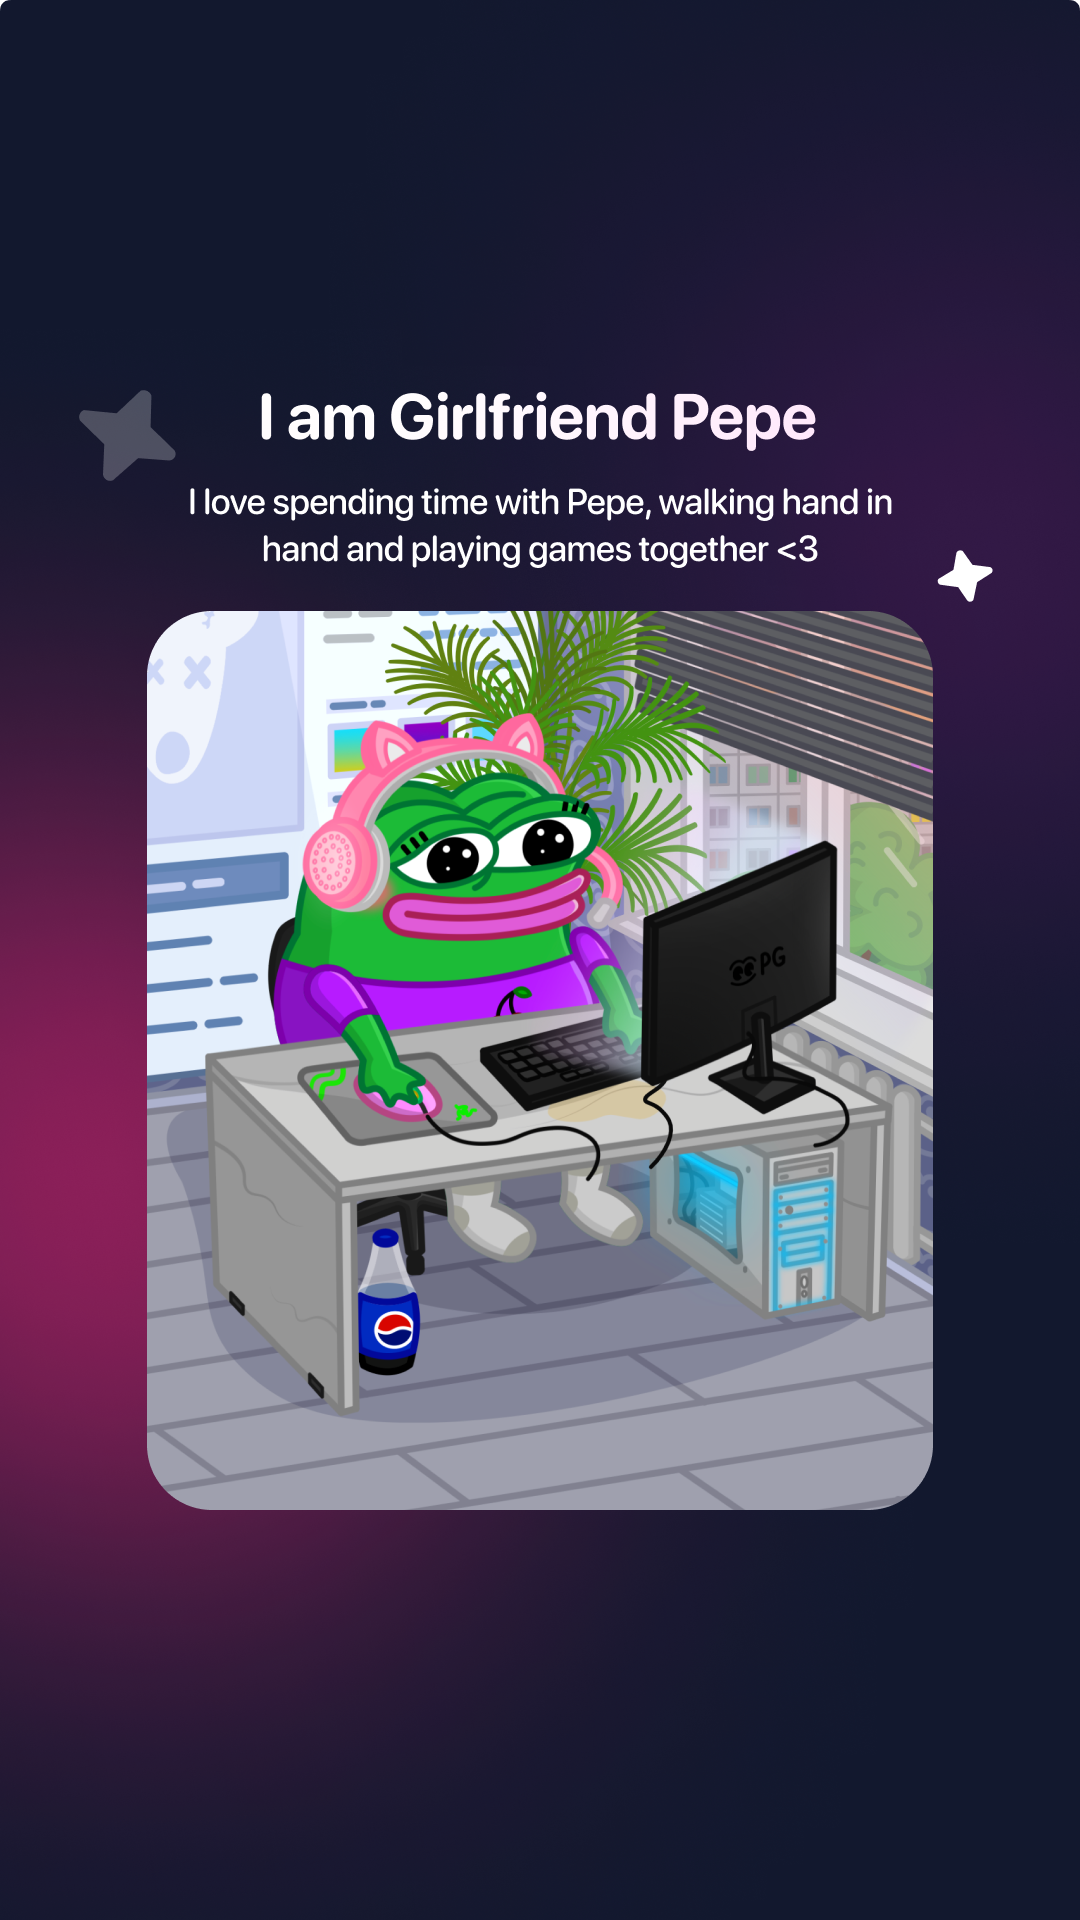 I am Girlfriend Pepe
I love spending time with Pepe, walking hand in
hand and playing games together <3
PG